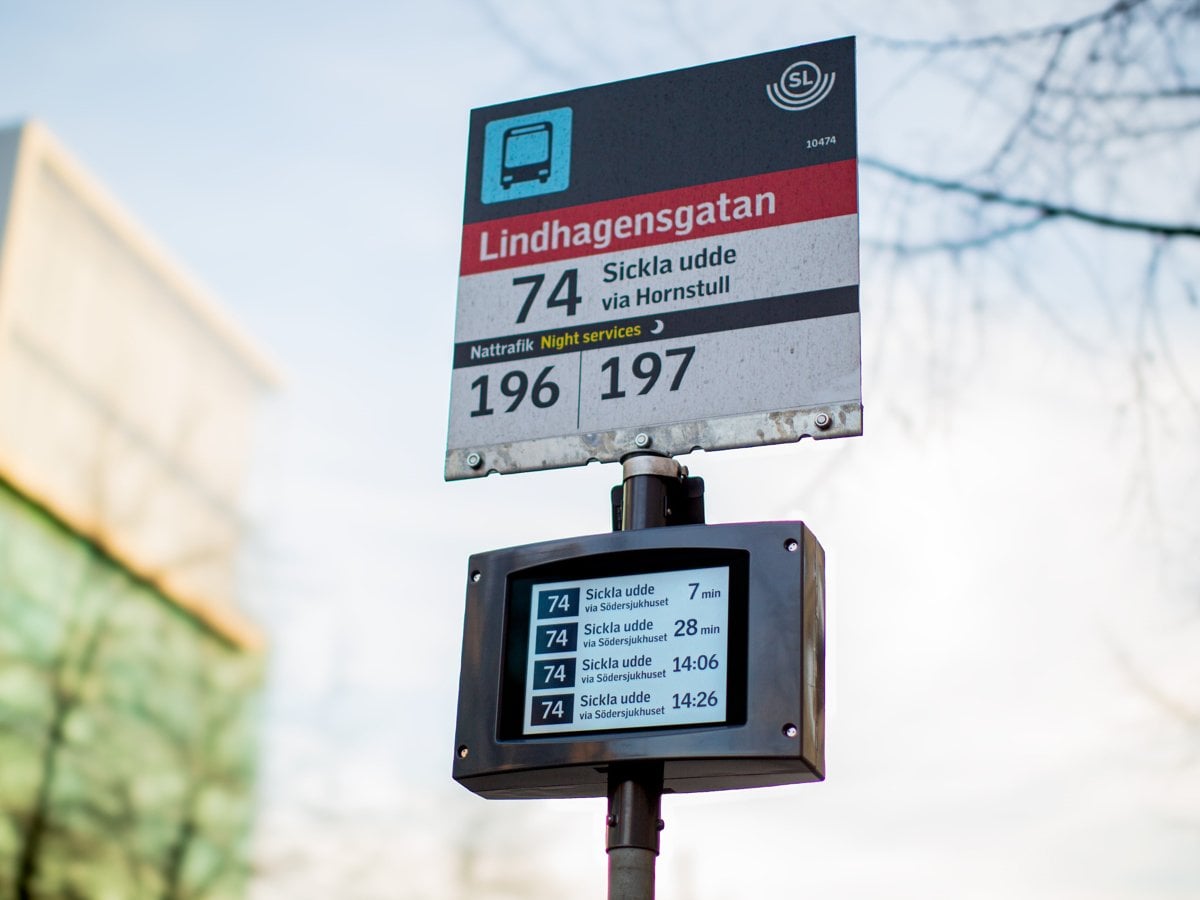 SL
10474
Lindhagensgatan
74 Sickla udde
via Hornstull
Nattrafik Night services
196 197
74 Sickla udde 7 min
via Södersjukhuset
74 Sickla udde 28 min
via Södersjukhuset
74 Sickla udde 14:06
via Södersjukhuset
74 Sickla udde 14:26
via Södersjukhuset